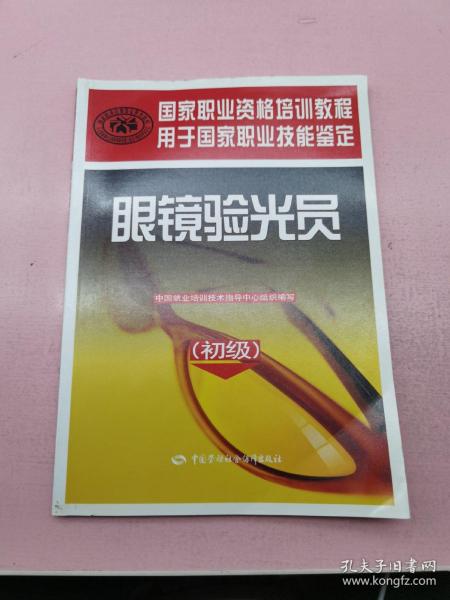 国家职业资格培训教程
用于国家职业技能鉴定
眼镜验光员
中国就业培训技术指导中心组织编写
(初级)
中国劳动社会保障出版社
孔夫子旧书网
www.kongfz.com